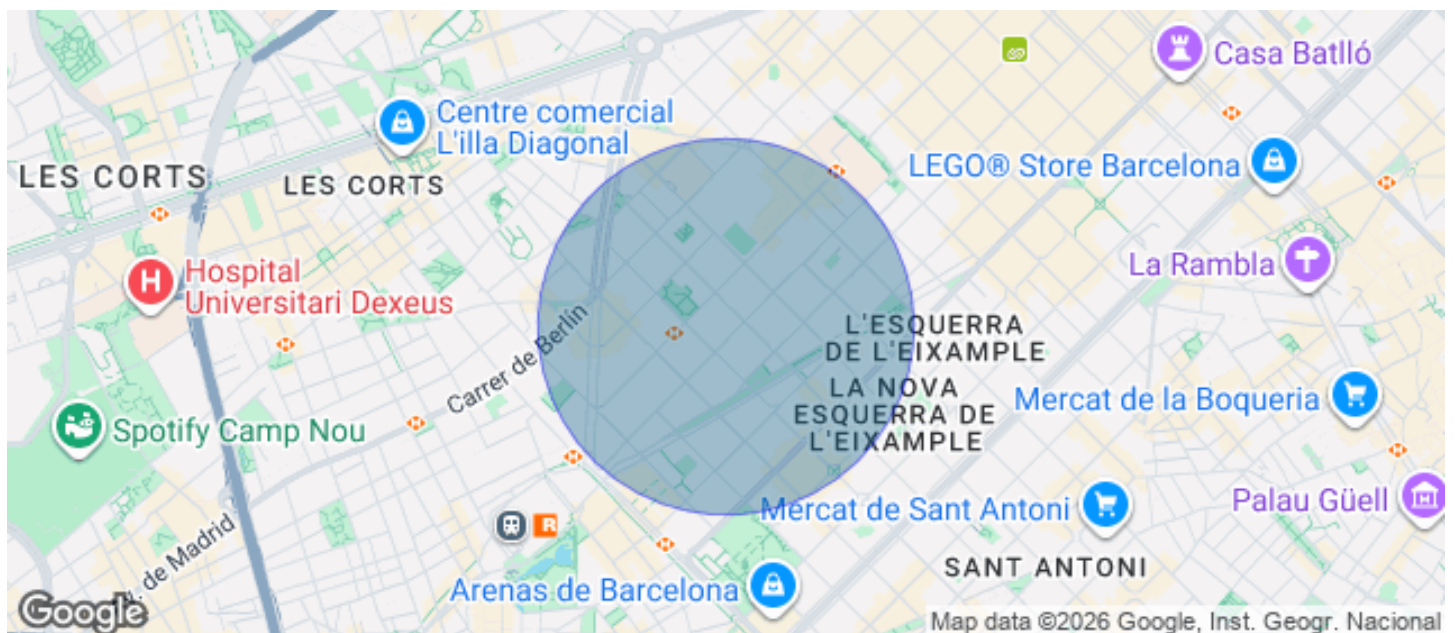 Casa Batlló
Centre comercial
L'illa Diagonal
LES CORTS
LES CORTS
LEGO® Store Barcelona
La Rambla
Hospital
Universitari Dexeus
Carrer de Berlín
L'ESQUERRA
DE L'EIXAMPLE
LA NOVA
ESQUERRA DE
L'EIXAMPLE
Mercat de la Boqueria
Spotify Camp Nou
Mercat de Sant Antoni
Palau Güell
de Madrid
R
SANT ANTONI
Arenas de Barcelona
Google
Map data ©2026 Google, Inst. Geogr. Nacional